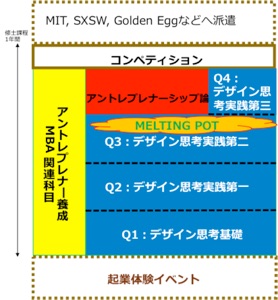 MIT, SXSW, Golden Eggなどへ派遣
修士課程
1年間
コンペティション
アントレプレナー養成
MBA 関連科目
アントレプレナーシップ論
Q4：
デザイン思
考実践第三
MELTING POT
Q3：デザイン思考実践第二
Q2：デザイン思考実践第一
Q1：デザイン思考基礎
起業体験イベント